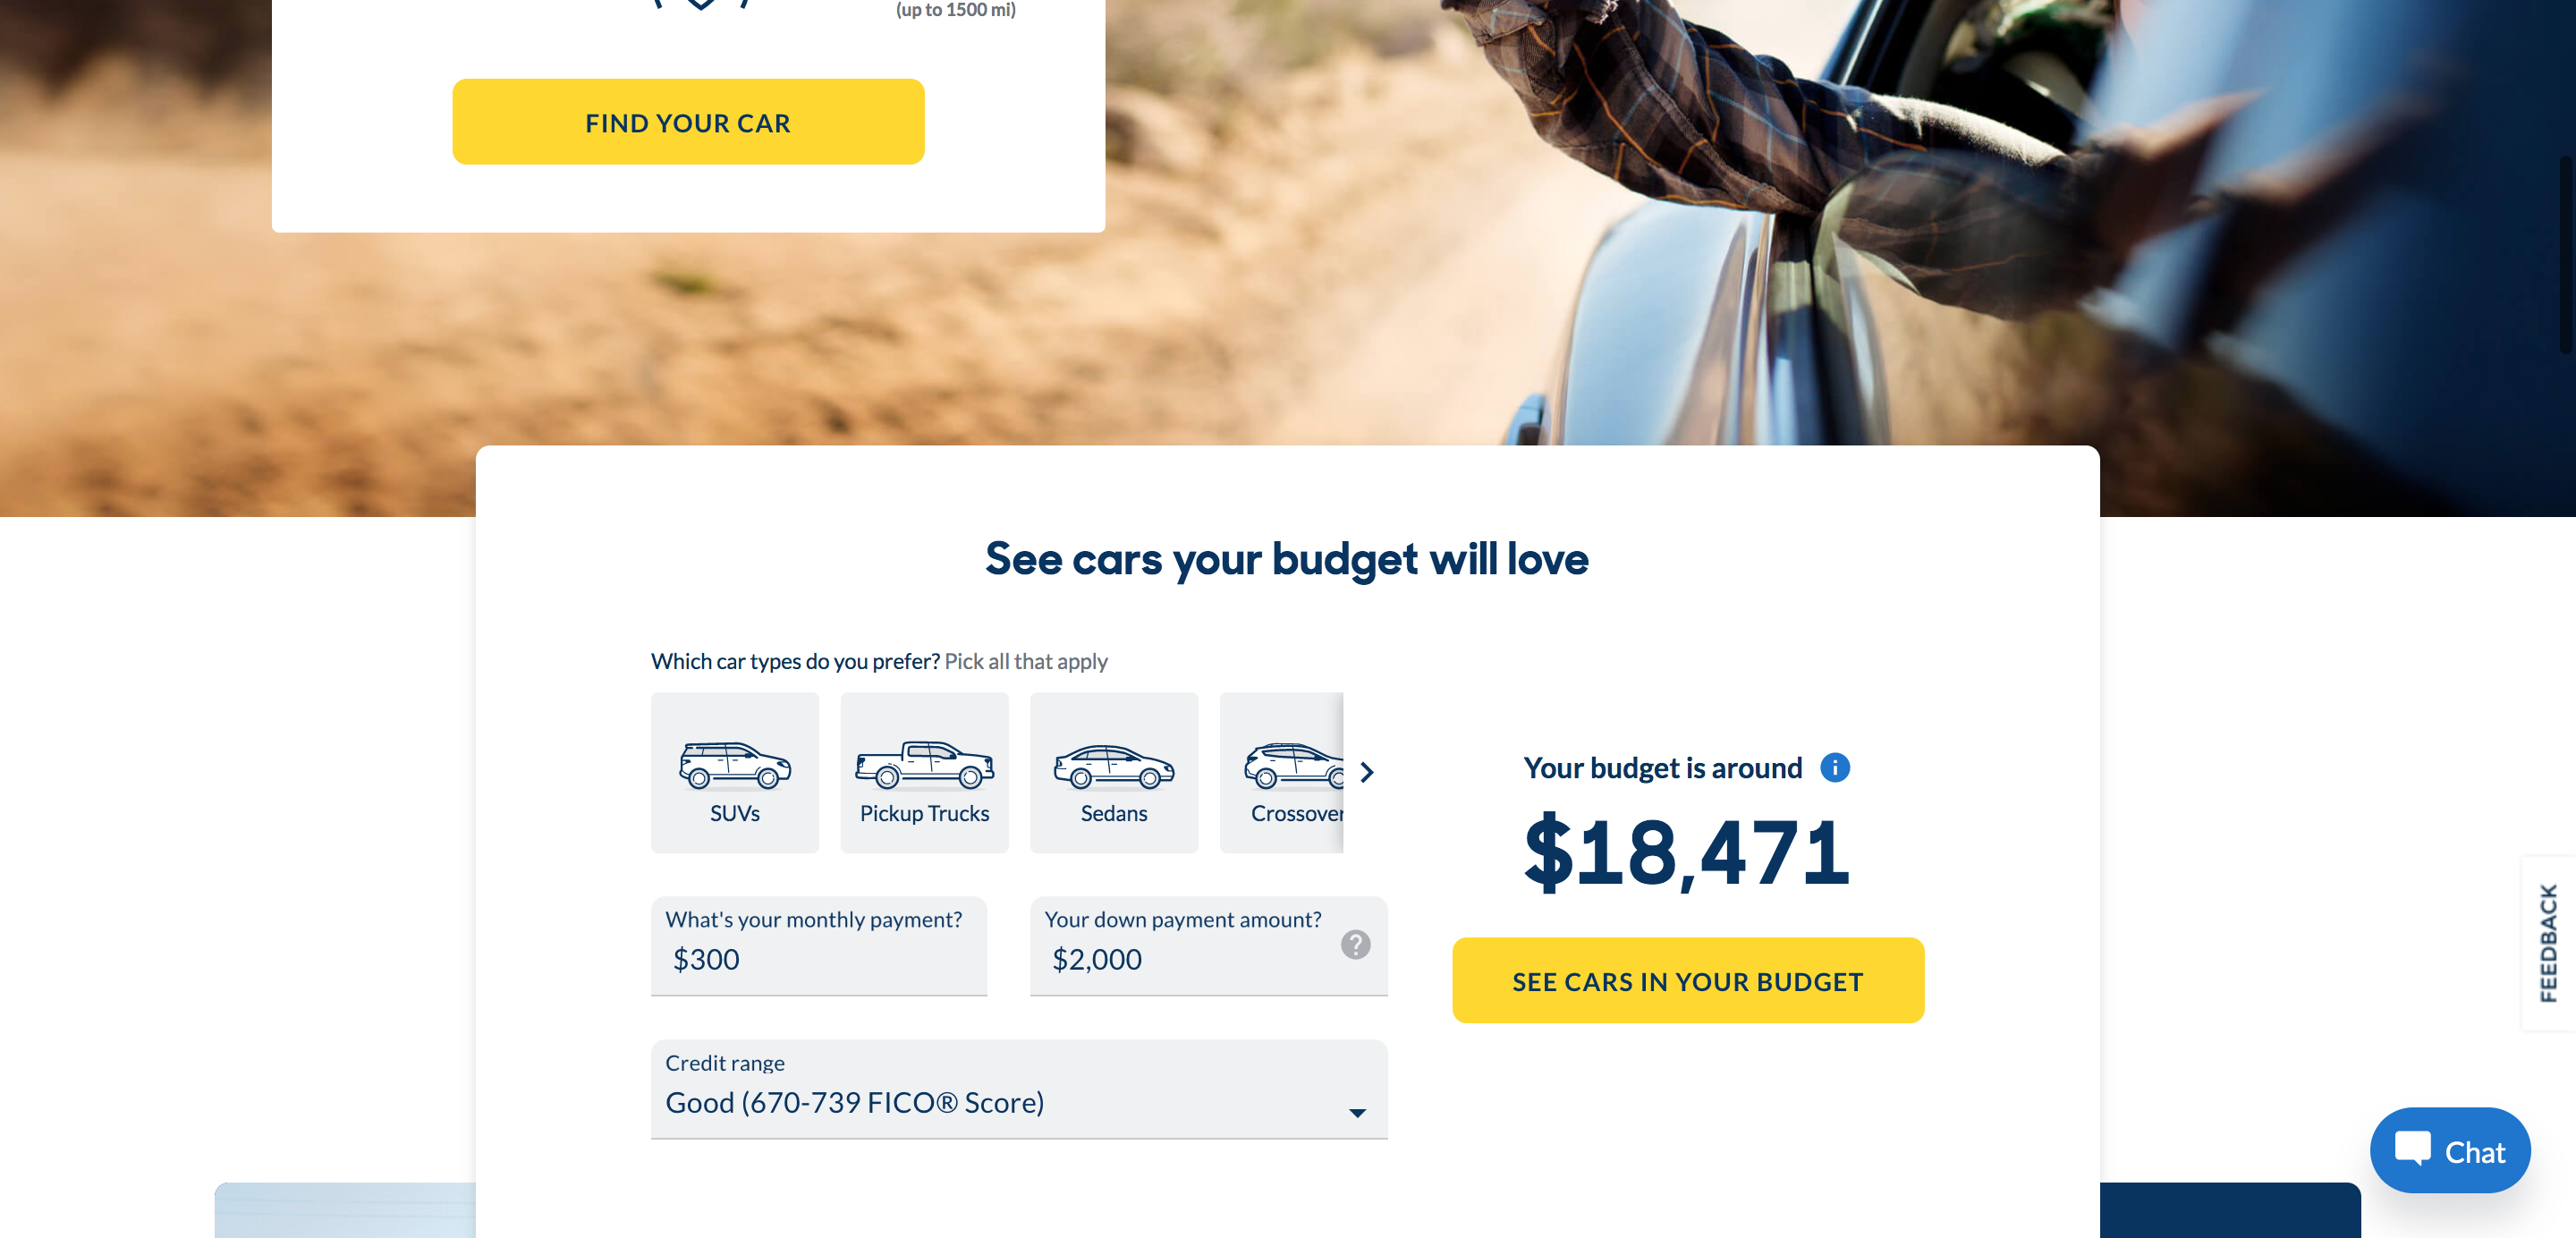 (up to 1500 mi)
FIND YOUR CAR
See cars your budget will love
Which car types do you prefer? Pick all that apply
SUVs
Pickup Trucks
Sedans
Crossover
What's your monthly payment?
$300
Your down payment amount?
$2,000
Credit range
Good (670-739 FICO® Score)
Your budget is around
$18,471
SEE CARS IN YOUR BUDGET
FEEDBACK
Chat